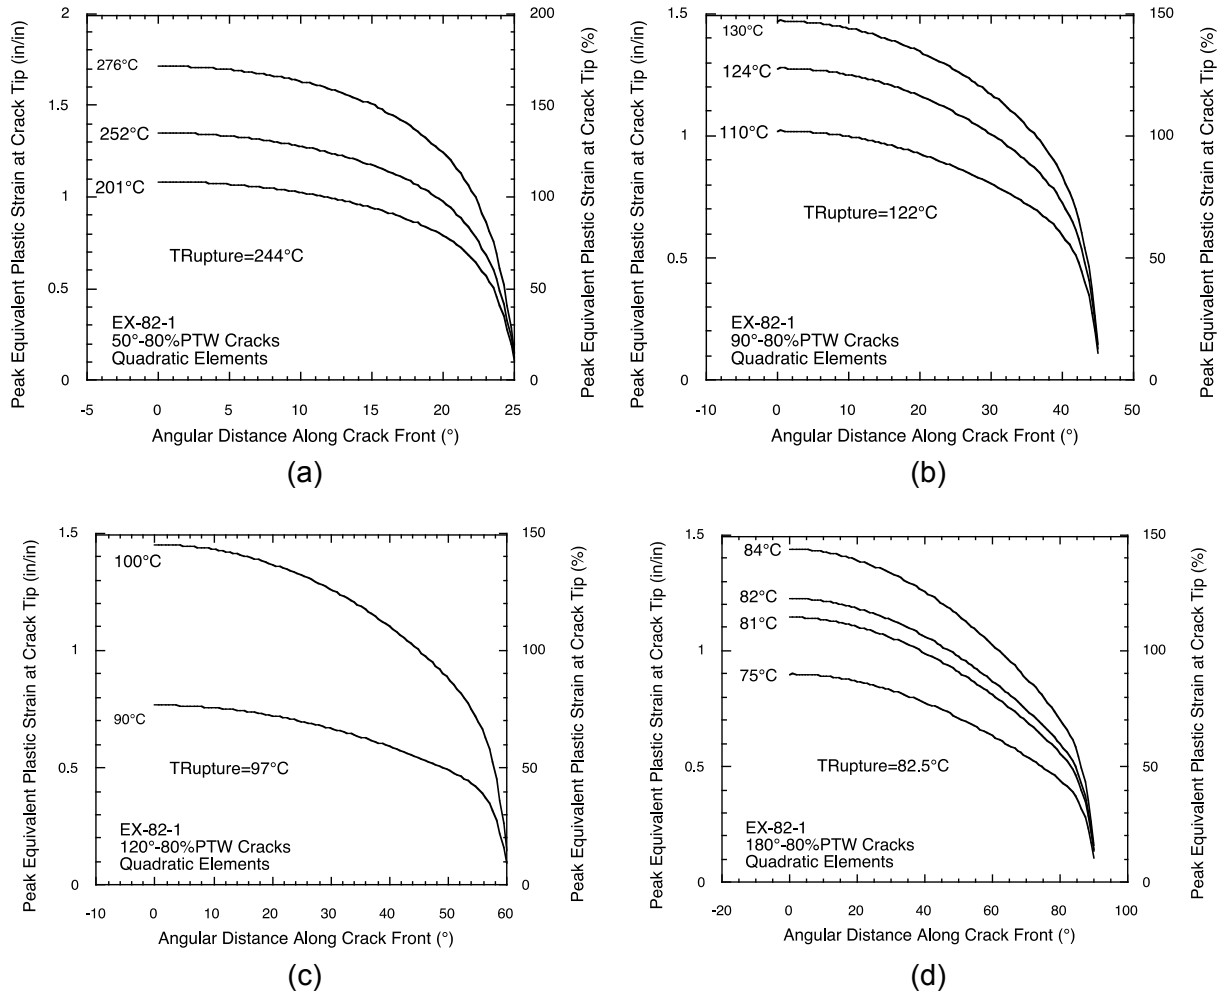 Peak Equivalent Plastic Strain at Crack Tip (in/in)
2
1.5
1
0.5
0
276°C
252°C
201°C
TRupture=244°C
EX-82-1
50°-80%PTW Cracks
Quadratic Elements
200
150
100
50
0
Peak Equivalent Plastic Strain at Crack Tip (%)
-5 0 5 10 15 20 25
Angular Distance Along Crack Front (°)
(a)
Peak Equivalent Plastic Strain at Crack Tip (in/in)
1.5
1
0.5
0
130°C
124°C
110°C
TRupture=122°C
EX-82-1
90°-80%PTW Cracks
Quadratic Elements
150
100
50
0
Peak Equivalent Plastic Strain at Crack Tip (%)
-10 0 10 20 30 40 50
Angular Distance Along Crack Front (°)
(b)
Peak Equivalent Plastic Strain at Crack Tip (in/in)
1.5
1
0.5
0
100°C
90°C
TRupture=97°C
EX-82-1
120°-80%PTW Cracks
Quadratic Elements
150
100
50
0
Peak Equivalent Plastic Strain at Crack Tip (%)
-10 0 10 20 30 40 50 60
Angular Distance Along Crack Front (°)
(c)
Peak Equivalent Plastic Strain at Crack Tip (in/in)
1.5
1
0.5
0
84°C
82°C
81°C
75°C
TRupture=82.5°C
EX-82-1
180°-80%PTW Cracks
Quadratic Elements
150
100
50
0
Peak Equivalent Plastic Strain at Crack Tip (%)
-20 0 20 40 60 80 100
Angular Distance Along Crack Front (°)
(d)